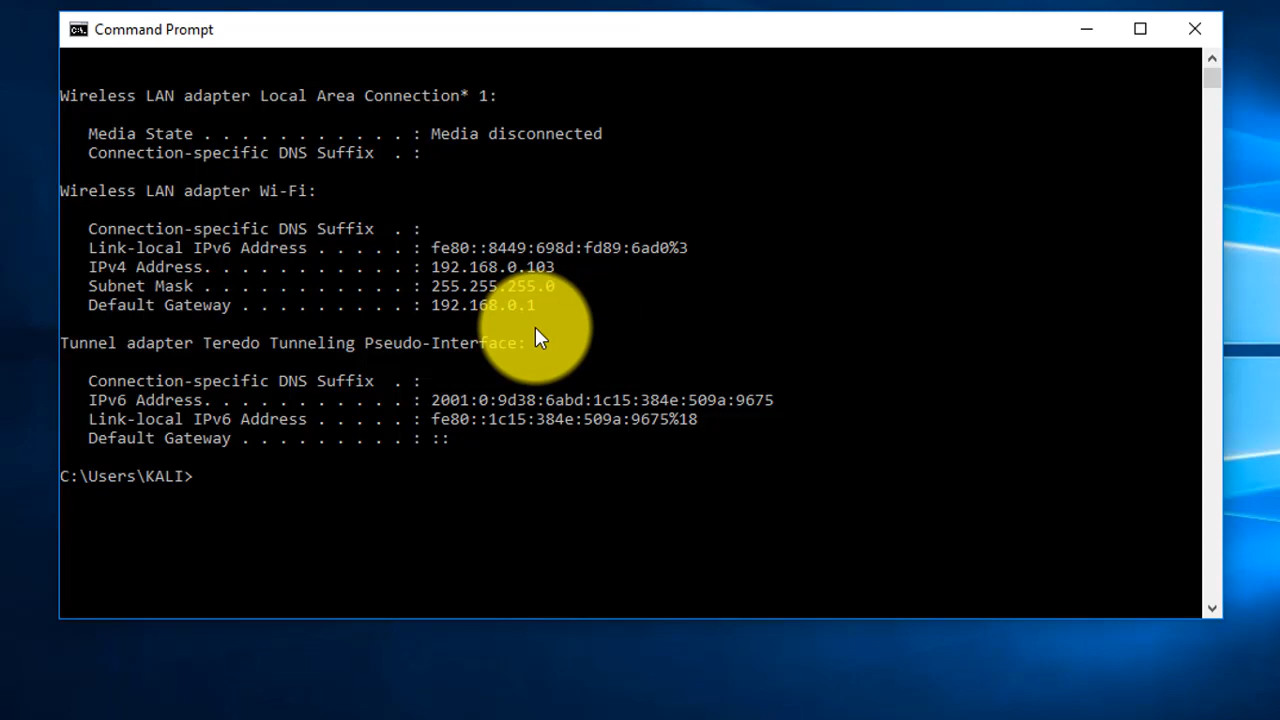 Command Prompt
Wireless LAN adapter Local Area Connection* 1:
Media State . . . . . . . . . . . : Media disconnected
Connection-specific DNS Suffix  . :
Wireless LAN adapter Wi-Fi:
Connection-specific DNS Suffix  . :
Link-local IPv6 Address . . . . . : fe80::8449:698d:fd89:6ad0%3
IPv4 Address. . . . . . . . . . . : 192.168.0.103
Subnet Mask . . . . . . . . . . . : 255.255.255.0
Default Gateway . . . . . . . . . : 192.168.0.1
Tunnel adapter Teredo Tunneling Pseudo-Interface:
Connection-specific DNS Suffix  . :
IPv6 Address. . . . . . . . . . . : 2001:0:9d38:6abd:1c15:384e:509a:9675
Link-local IPv6 Address . . . . . : fe80::1c15:384e:509a:9675%18
Default Gateway . . . . . . . . . : ::
C:\Users\KALI>